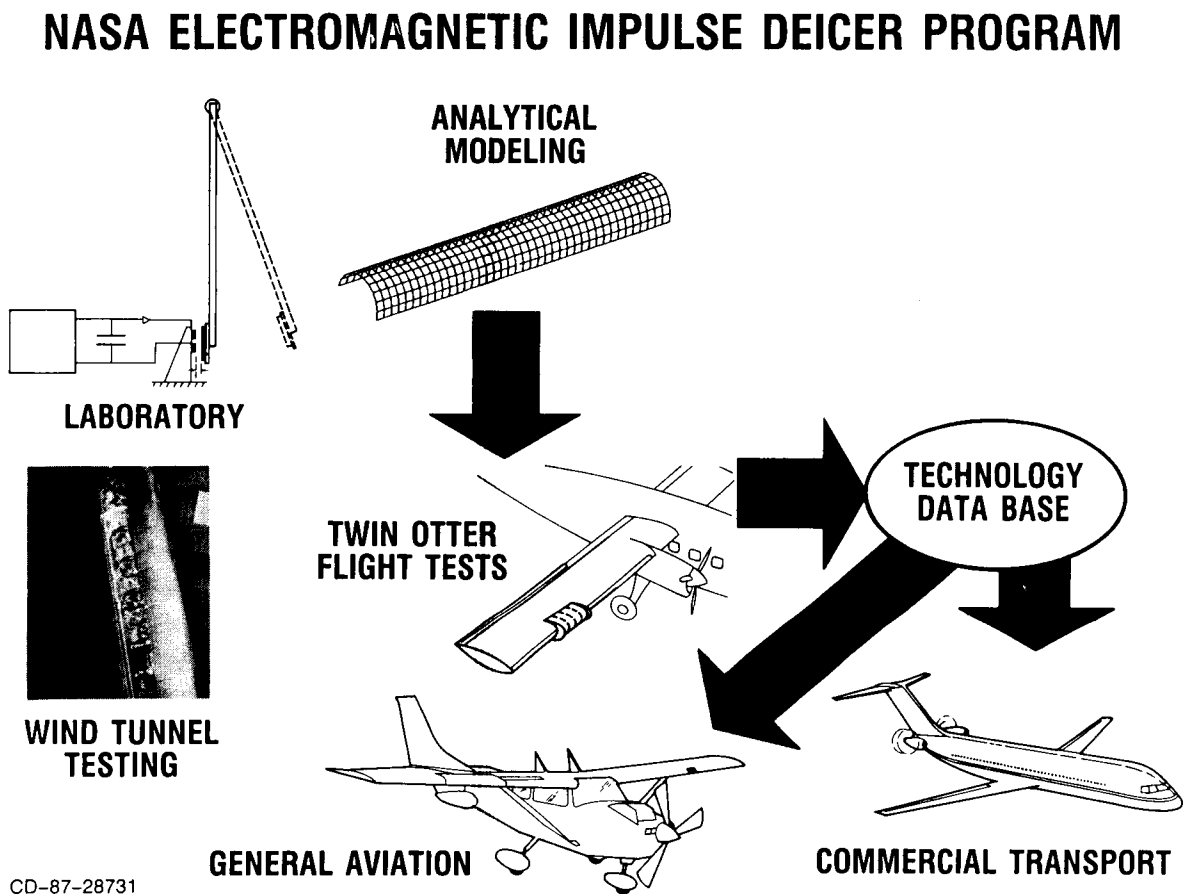 NASA ELECTROMAGNETIC IMPULSE DEICER PROGRAM
ANALYTICAL
MODELING
LABORATORY
TECHNOLOGY
DATA BASE
TWIN OTTER
FLIGHT TESTS
WIND TUNNEL
TESTING
GENERAL AVIATION
COMMERCIAL TRANSPORT
CD-87-28731